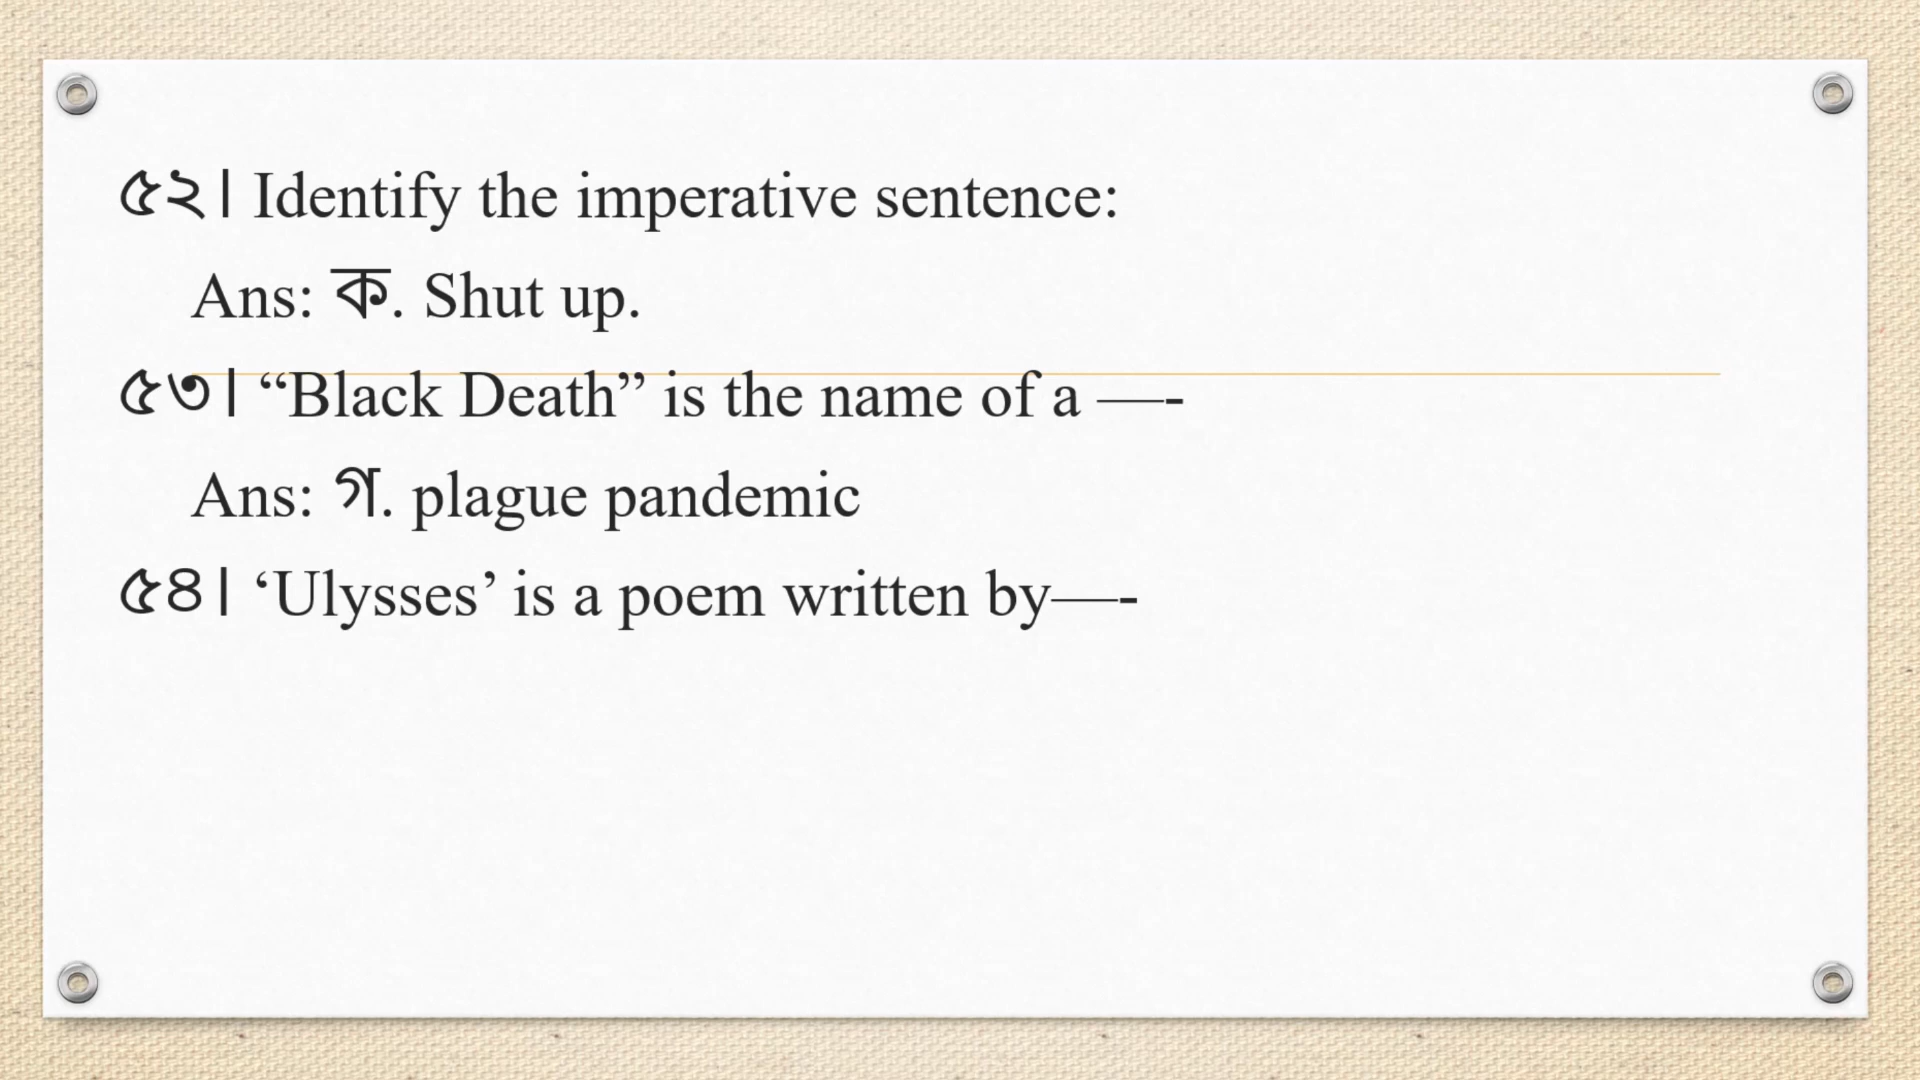 ৫২। Identify the imperative sentence:
Ans: ক. Shut up.
৫৩। “Black Death” is the name of a —-
Ans: গ. plague pandemic
৫৪। ‘Ulysses’ is a poem written by—-